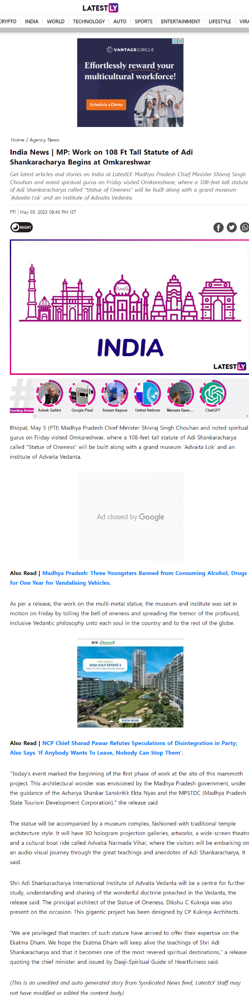 LATESTLY
CRYPTO INDIA WORLD TECHNOLOGY AUTO SPORTS ENTERTAINMENT LIFESTYLE
VANTAGECIRCLE
Effortlessly reward your
multicultural workforce!
Schedule a Demo
Home / Agency News
India News | MP: Work on 108 Ft Tall Statute of Adi
Shankaracharya Begins at Omkareshwar
Get latest articles and stories on India at LatestLY. Madhya Pradesh Chief Minister Shivraj Singh
Chouhan and noted spiritual gurus on Friday visited Omkareshwar, where a 108-feet tall statute
of Adi Shankaracharya called "Statue of Oneness" will be built along with a grand museum
'Advaita Lok' and an institute of Advaita Vedanta.
PTI | May 05, 2023 08:40 PM IST
NIGHT
INDIA
LATESTLY
#
Trending Stories Ashok Gehlot Google Pixel Sonam Kapoor United Nations Mamata Bane... ChatGPT
Bhopal, May 5 (PTI) Madhya Pradesh Chief Minister Shivraj Singh Chouhan and noted spiritual
gurus on Friday visited Omkareshwar, where a 108-feet tall statute of Adi Shankaracharya
called "Statue of Oneness" will be built along with a grand museum 'Advaita Lok' and an
institute of Advaita Vedanta.
Ad closed by Google
Also Read | Madhya Pradesh: Three Youngsters Banned from Consuming Alcohol, Drugs
for One Year for Vandalising Vehicles.
As per a release, the work on the multi-metal statue, the museum and institute was set in
motion on Friday by tolling the bell of oneness and spreading the tremor of the profound,
inclusive Vedantic philosophy unto each soul in the country and to the rest of the globe.
M3M
NEW LAUNCH
M3M GOLF ESTATE 2
KNOW MORE
Also Read | NCP Chief Sharad Pawar Refutes Speculations of Disintegration in Party;
Also Says 'If Anybody Wants To Leave, Nobody Can Stop Them'.
"Today's event marked the beginning of the first phase of work at the site of this mammoth
project. This architectural wonder was envisioned by the Madhya Pradesh government, under
the guidance of the Acharya Shankar Sanskritik Ekta Nyas and the MPSTDC (Madhya Pradesh
State Tourism Development Corporation)," the release said.
The statue will be accompanied by a museum complex, fashioned with traditional temple
architecture style. It will have 3D hologram projection galleries, artworks, a wide-screen theatre
and a cultural boat ride called Advaita Narmada Vihar, where the visitors will be embarking on
an audio-visual journey through the great teachings and anecdotes of Adi Shankaracharya, it
said.
Shri Adi Shankaracharya International Institute of Advaita Vedanta will be a centre for further
study, understanding and sharing of the wonderful doctrine preached in the Vedanta, the
release said. The principal architect of the Statue of Oneness, Dikshu C Kukreja was also
present on the occasion. This gigantic project has been designed by CP Kukreja Architects.
"We are privileged that masters of such stature have arrived to offer their expertise on the
Ekatma Dham. We hope the Ekatma Dham will keep alive the teachings of Shri Adi
Shankaracharya and that it becomes one of the most revered spiritual destinations," a release
quoting the chief minister and issued by Daaji-Spiritual Guide of Heartfulness said.
(This is an unedited and auto-generated story from Syndicated News feed, LatestLY Staff may
not have modified or edited the content body)